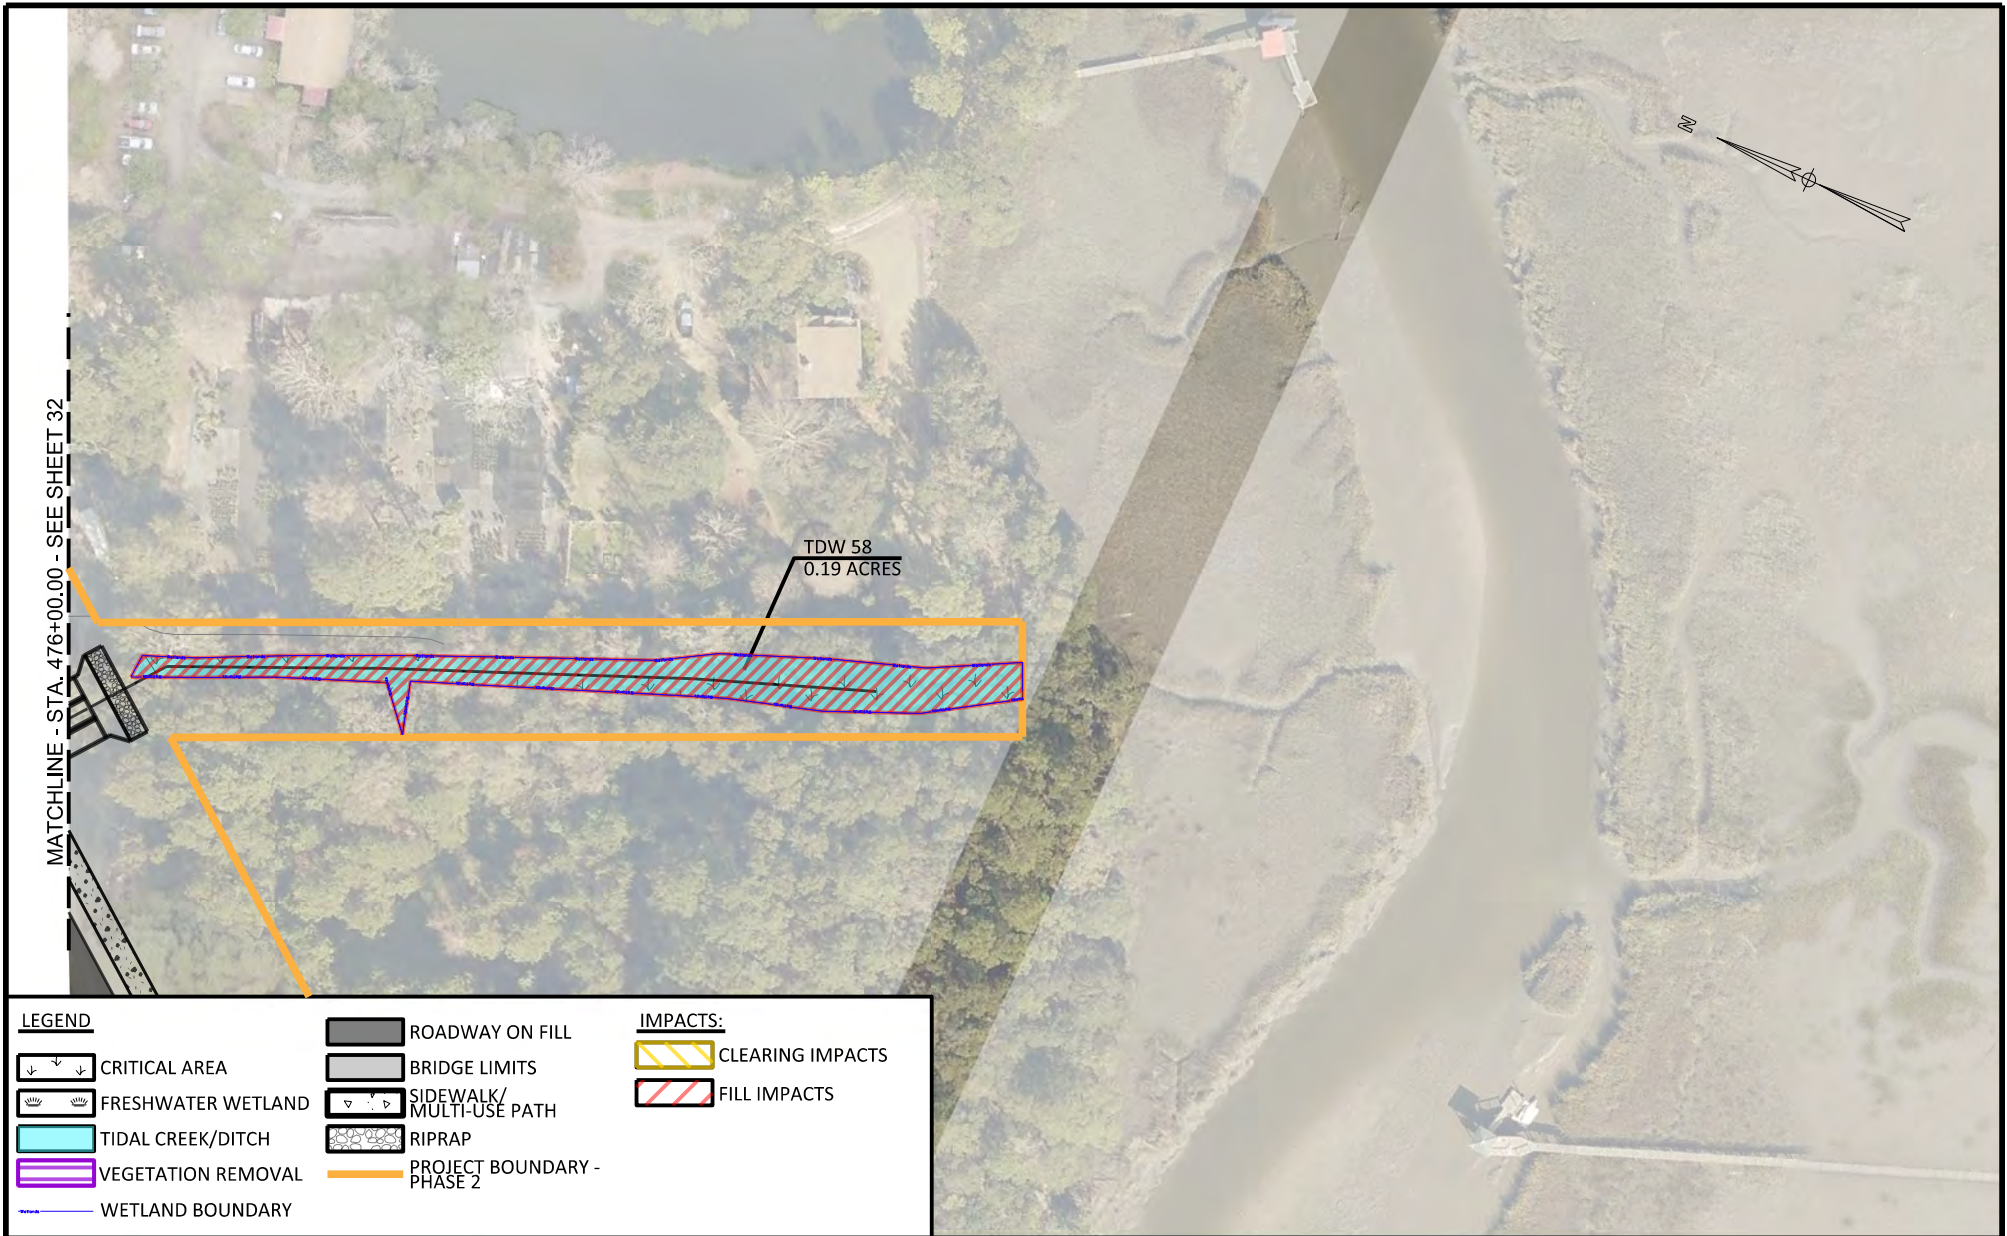 N
MATCHLINE - STA. 476+00.00 - SEE SHEET 32
TDW 58
0.19 ACRES
LEGEND
CRITICAL AREA
FRESHWATER WETLAND
TIDAL CREEK/DITCH
VEGETATION REMOVAL
WETLAND BOUNDARY
ROADWAY ON FILL
BRIDGE LIMITS
SIDEWALK/
MULTI-USE PATH
RIPRAP
PROJECT BOUNDARY -
PHASE 2
IMPACTS:
CLEARING IMPACTS
FILL IMPACTS